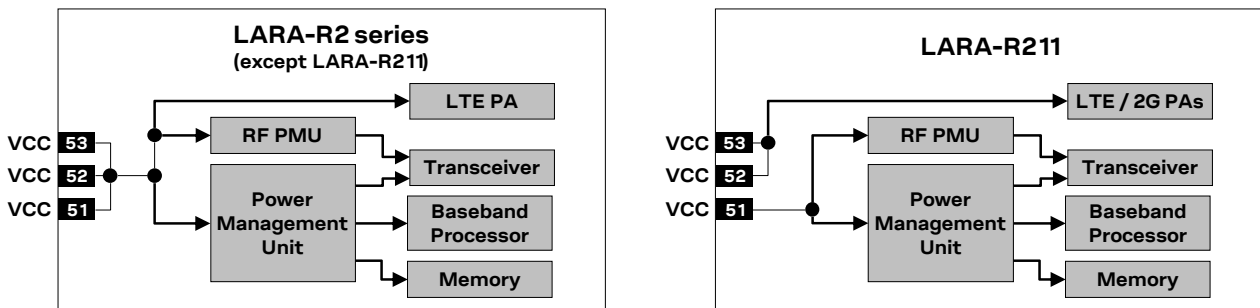 LARA-R2 series
(except LARA-R211)
LTE PA
RF PMU
VCC 53
Transceiver
VCC 52
Power
Management
Unit
VCC 51
Baseband
Processor
Memory
LARA-R211
LTE / 2G PAs
RF PMU
VCC 53
Transceiver
VCC 52
Power
Management
Unit
VCC 51
Baseband
Processor
Memory